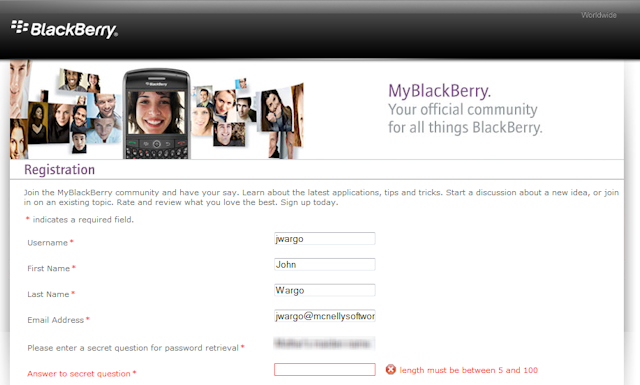 Worldwide
BlackBerry®
BlackBerry
MyBlackBerry.
Your official community
for all things BlackBerry.
Registration
Join the MyBlackBerry community and have your say. Learn about the latest applications, tips and tricks. Start a discussion about a new idea, or join
in on an existing topic. Rate and review what you love the best. Sign up today.
* indicates a required field.
Username * jwargo
First Name * John
Last Name * Wargo
Email Address * jwargo@mcnellysoftwor
Please enter a secret question for password retrieval *
Answer to secret question * length must be between 5 and 100